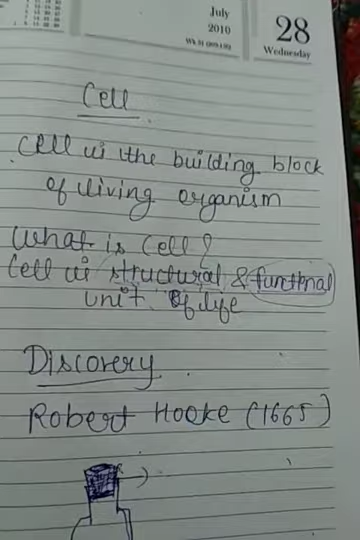 July
2010
28
Wednesday
Cell
Cell is the building block
of living organism
What is Cell?
Cell is structural & functnal
unit of life
Discovery
Robert Hooke (1665)